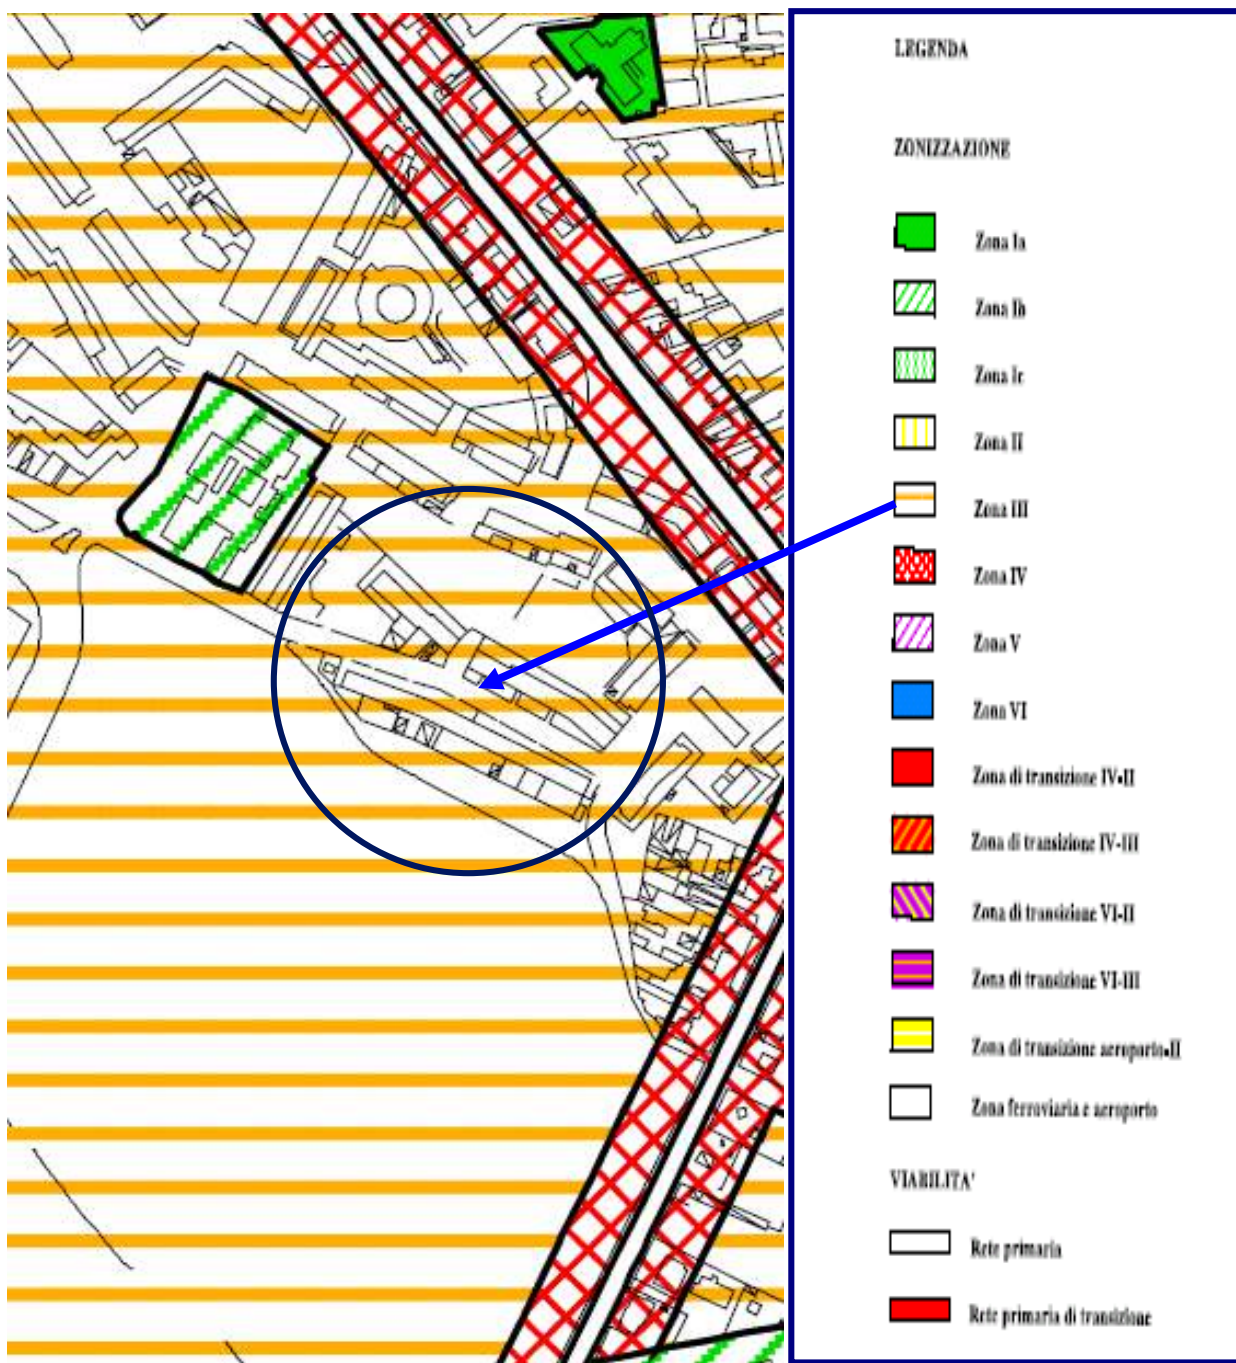 LEGENDA
ZONIZZAZIONE
Zona Ia
Zona Ib
Zona Ic
Zona II
Zona III
Zona IV
Zona V
Zona VI
Zona di transizione IV-II
Zona di transizione IV-III
Zona di transizione VI-II
Zona di transizione VI-III
Zona di transizione aeroporto-II
Zona ferroviaria e aeroporto
VIABILITA'
Rete primaria
Rete primaria di transizione